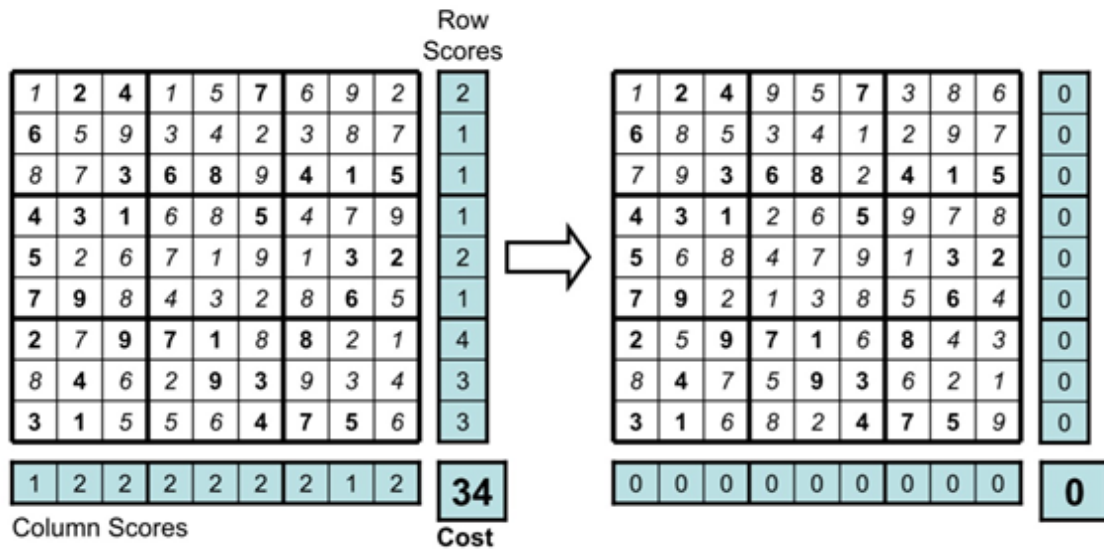 Row
Scores
1 2 4 1 5 7 6 9 2 2 1 2 4 9 5 7 3 8 6 0
6 5 9 3 4 2 3 8 7 1 6 8 5 3 4 1 2 9 7 0
8 7 3 6 8 9 4 1 5 1 7 9 3 6 8 2 4 1 5 0
4 3 1 6 8 5 4 7 9 1 4 3 1 2 6 5 9 7 8 0
5 2 6 7 1 9 1 3 2 2 5 6 8 4 7 9 1 3 2 0
7 9 8 4 3 2 8 6 5 1 7 9 2 1 3 8 5 6 4 0
2 7 9 7 1 8 8 2 1 4 2 5 9 7 1 6 8 4 3 0
8 4 6 2 9 3 9 3 4 3 8 4 7 5 9 3 6 2 1 0
3 1 5 5 6 4 7 5 6 3 3 1 6 8 2 4 7 5 9 0
1 2 2 2 2 2 2 1 2 34 0 0 0 0 0 0 0 0 0 0
Column Scores Cost